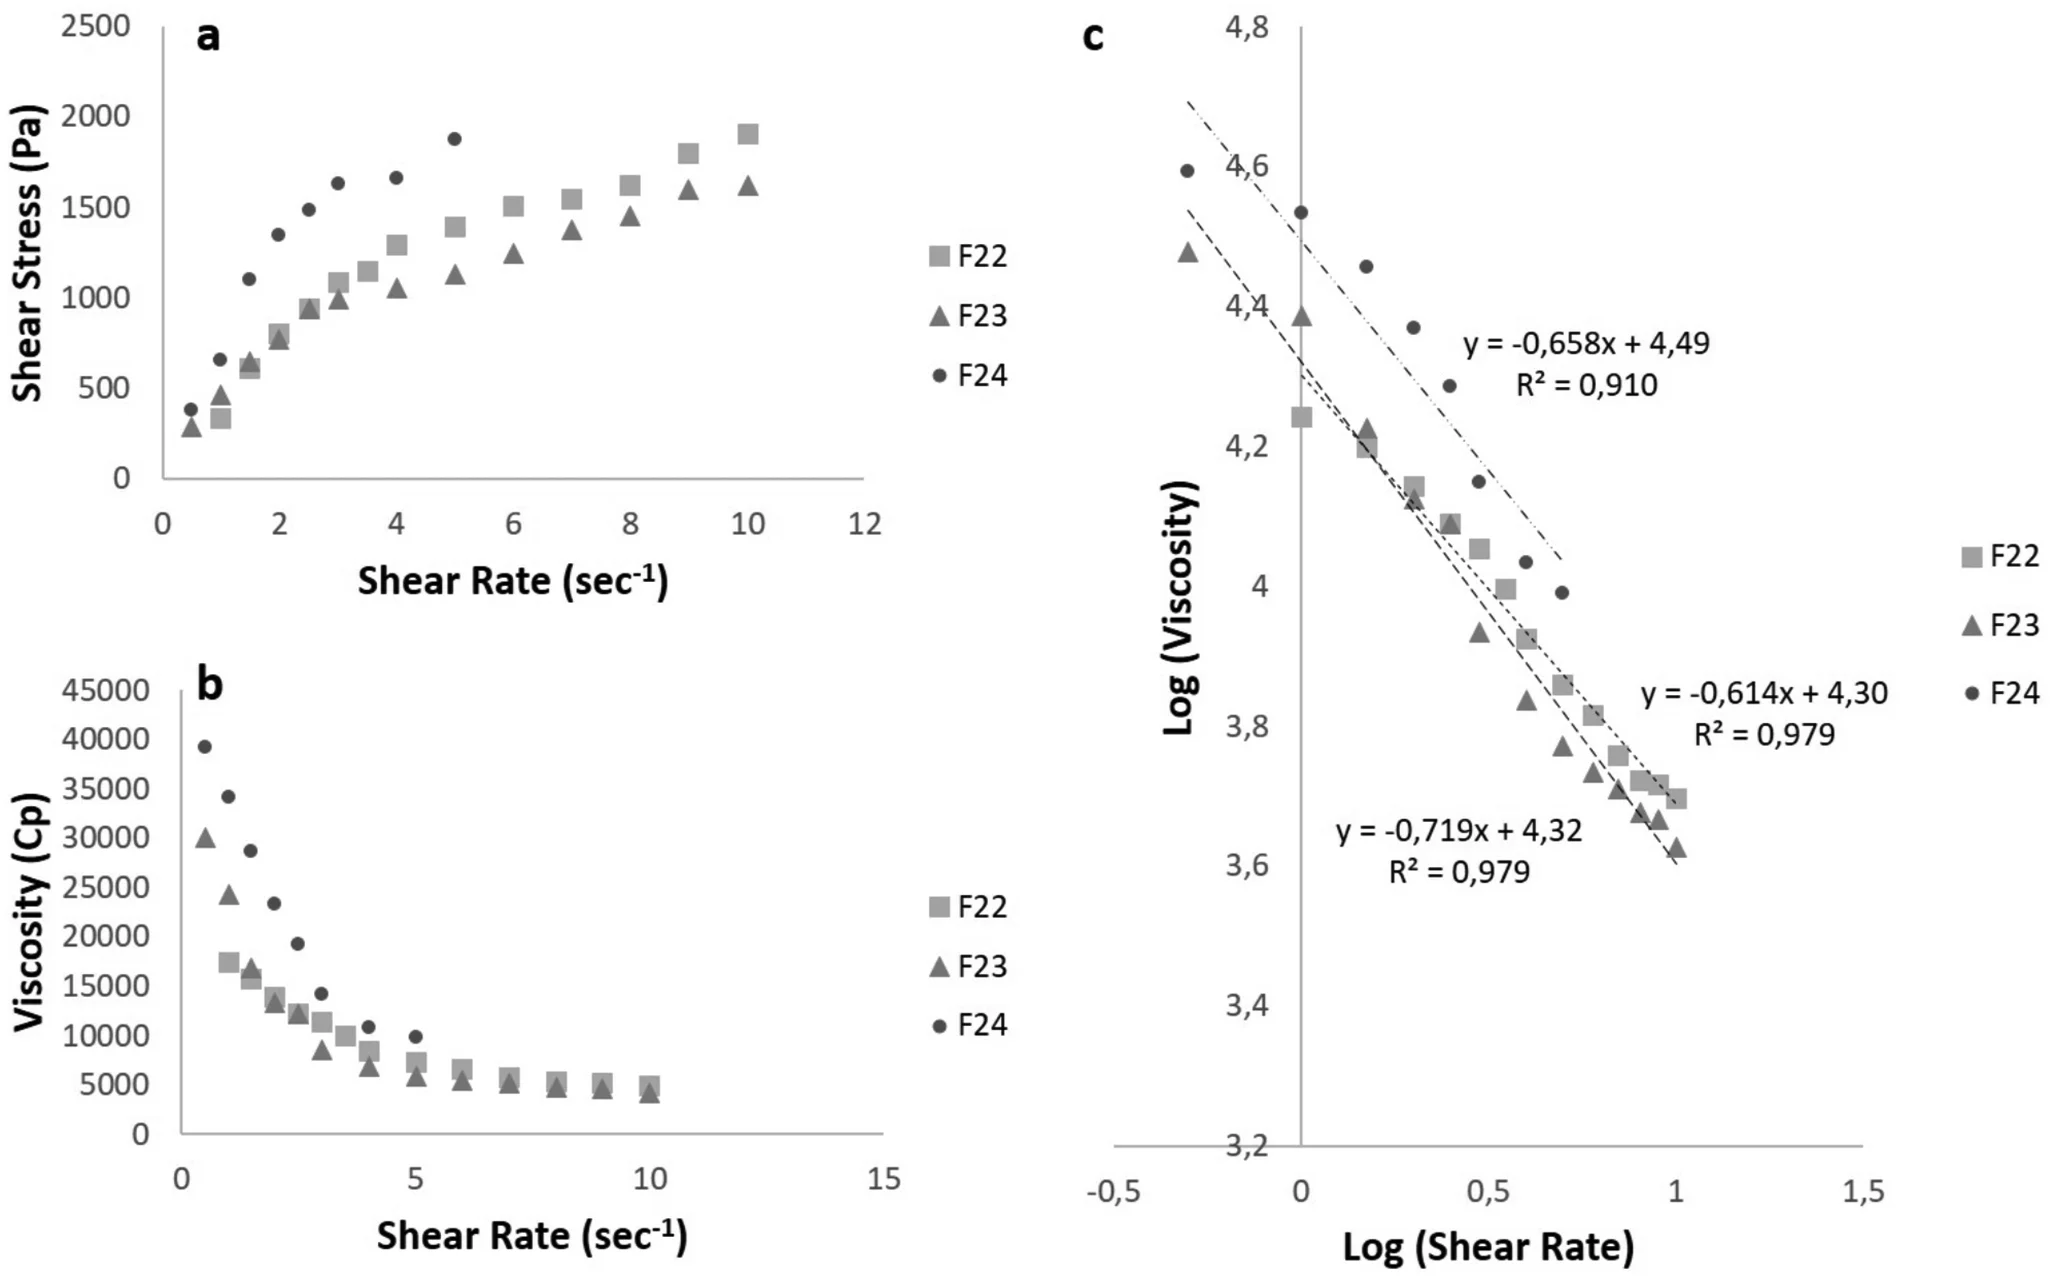 a
2500
2000
1500
1000
500
0
0 2 4 6 8 10 12
Shear Stress (Pa)
Shear Rate (sec-1)
F22
F23
F24
b
45000
40000
35000
30000
25000
20000
15000
10000
5000
0
0 5 10 15
Viscosity (Cp)
Shear Rate (sec-1)
F22
F23
F24
c
4,8
4,6
4,4
4,2
4
3,8
3,6
3,4
3,2
-0,5 0 0,5 1 1,5
Log (Viscosity)
Log (Shear Rate)
y = -0,658x + 4,49
R² = 0,910
y = -0,614x + 4,30
R² = 0,979
y = -0,719x + 4,32
R² = 0,979
F22
F23
F24